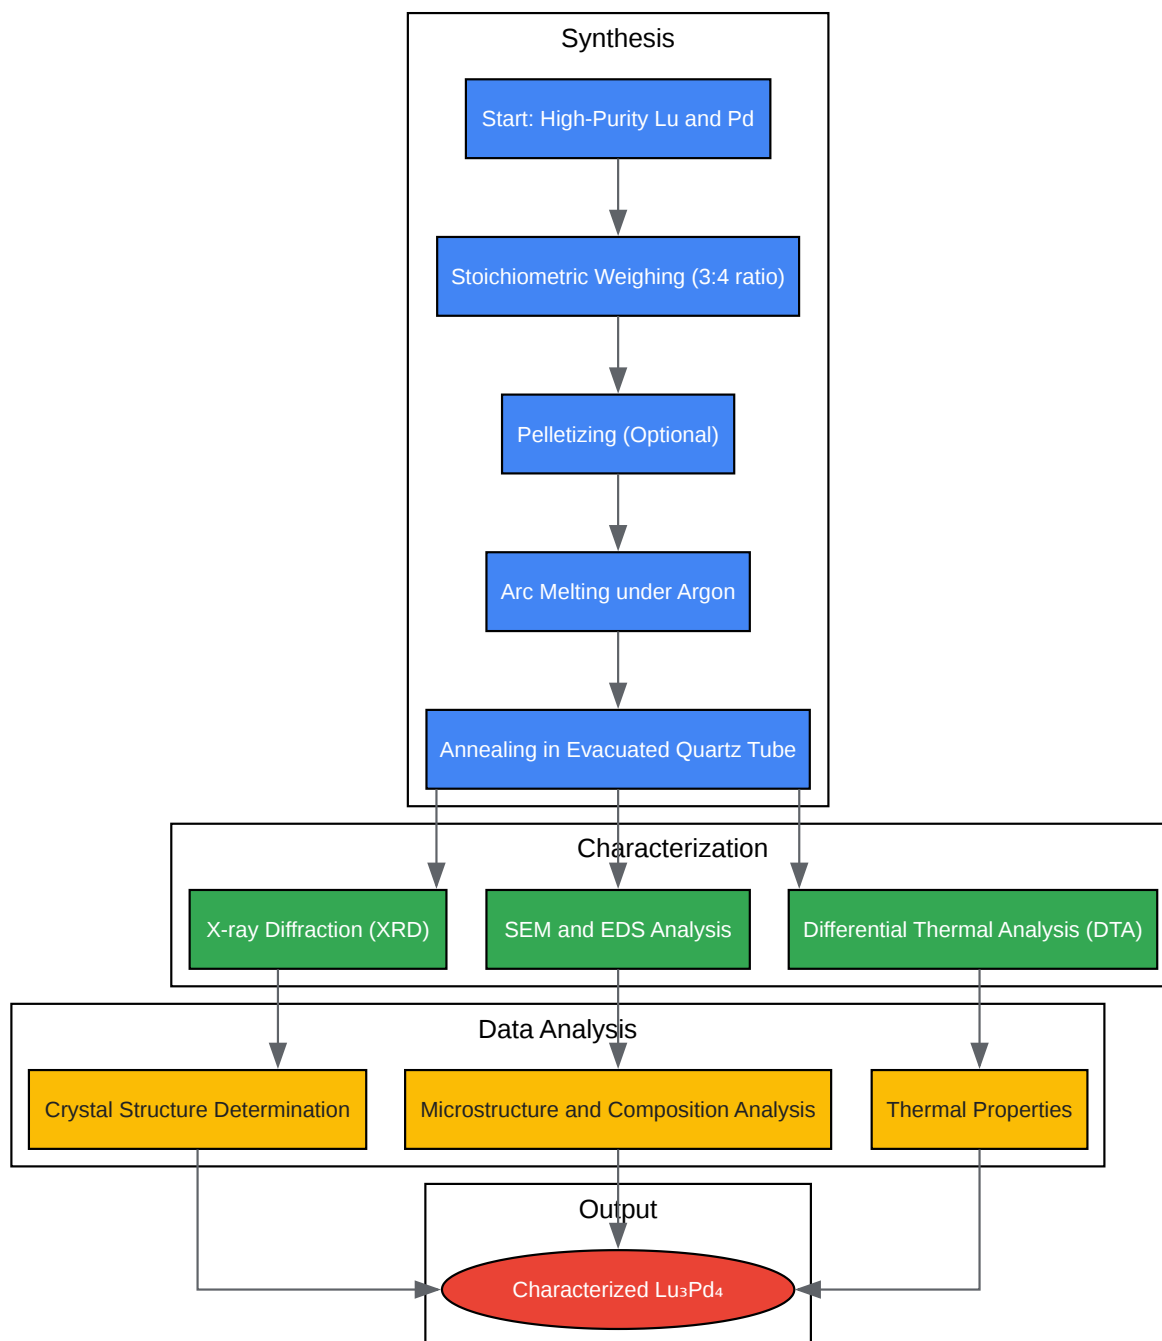 Synthesis
Start: High-Purity Lu and Pd
Stoichiometric Weighing (3:4 ratio)
Pelletizing (Optional)
Arc Melting under Argon
Annealing in Evacuated Quartz Tube
Characterization
X-ray Diffraction (XRD)
SEM and EDS Analysis
Differential Thermal Analysis (DTA)
Data Analysis
Crystal Structure Determination
Microstructure and Composition Analysis
Thermal Properties
Output
Characterized Lu₃Pd₄